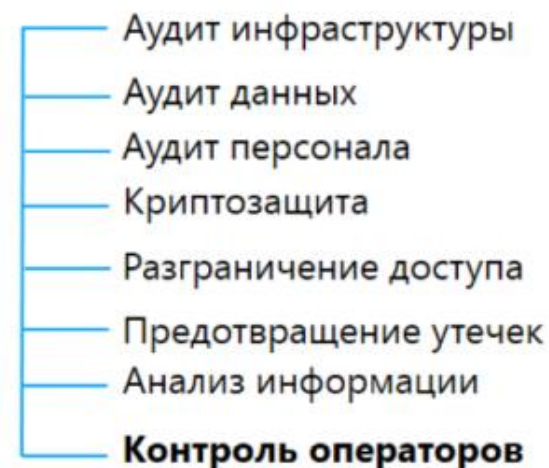 Аудит инфраструктуры
Аудит данных
Аудит персонала
Криптозащита
Разграничение доступа
Предотвращение утечек
Анализ информации
Контроль операторов